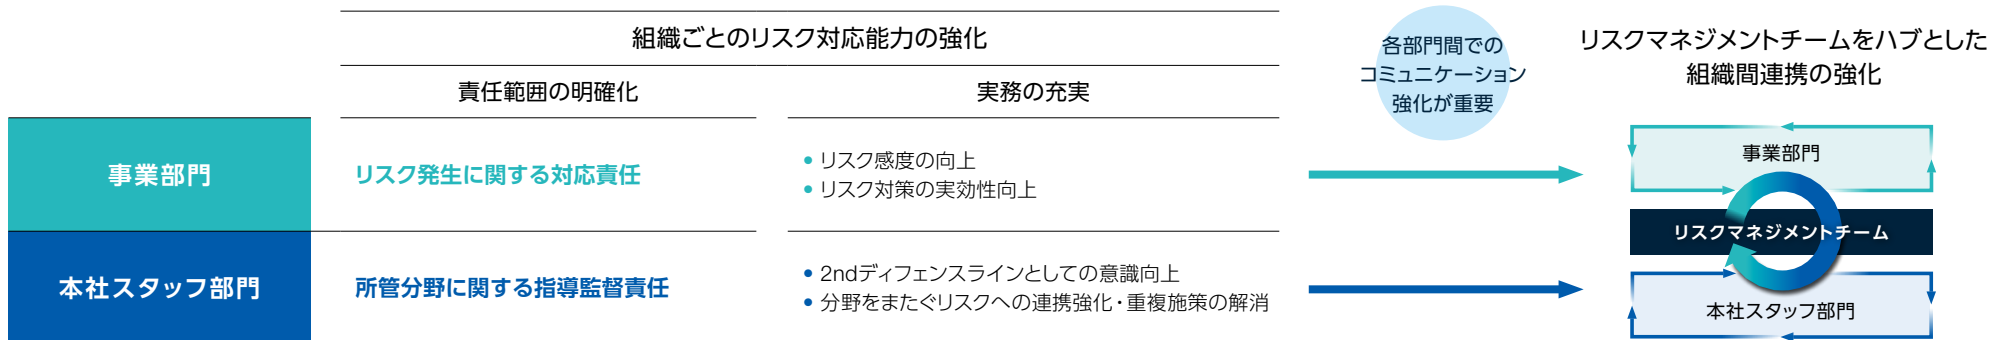 組織ごとのリスク対応能力の強化
責任範囲の明確化
実務の充実
事業部門
リスク発生に関する対応責任
• リスク感度の向上
• リスク対策の実効性向上
本社スタッフ部門
所管分野に関する指導監督責任
• 2ndディフェンスラインとしての意識向上
• 分野をまたぐリスクへの連携強化・重複施策の解消
各部門間での
コミュニケーション
強化が重要
リスクマネジメントチームをハブとした
組織間連携の強化
事業部門
リスクマネジメントチーム
本社スタッフ部門